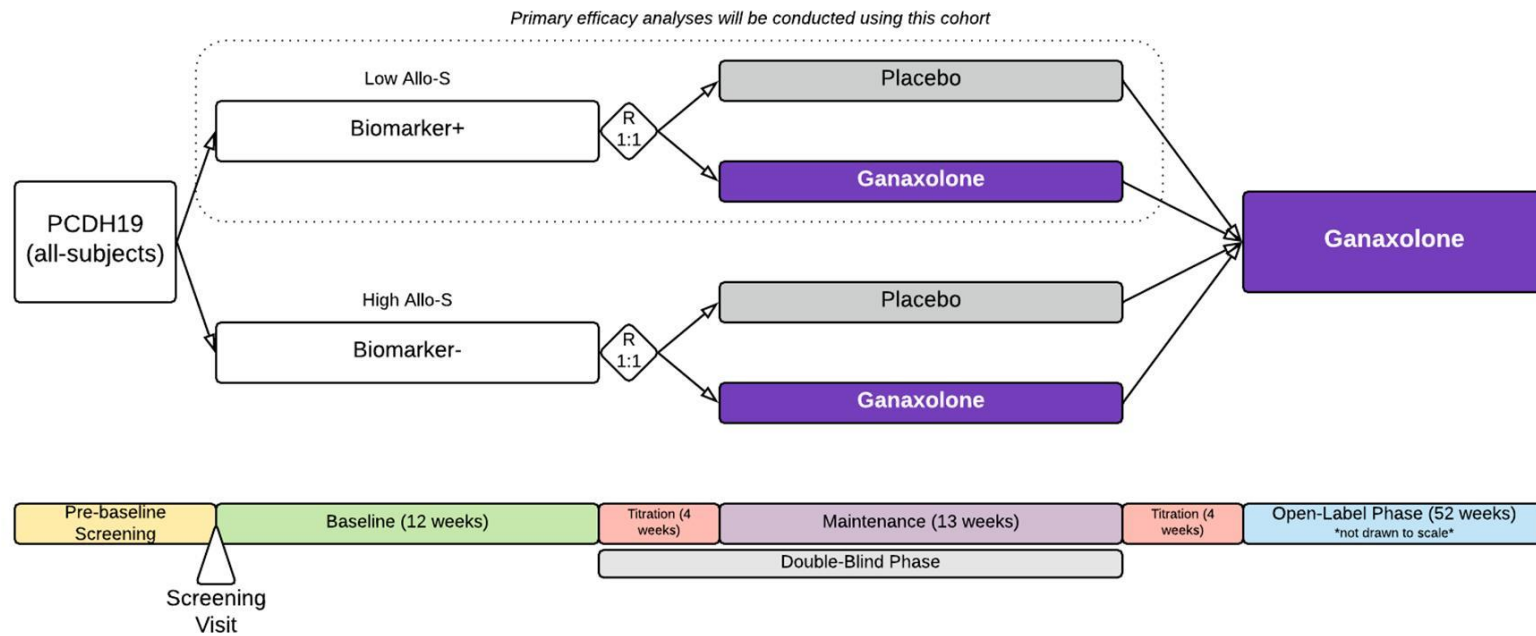 Primary efficacy analyses will be conducted using this cohort
Low Allo-S
Biomarker+
R
1:1
Placebo
Ganaxolone
PCDH19
(all-subjects)
Ganaxolone
High Allo-S
Biomarker-
R
1:1
Placebo
Ganaxolone
Pre-baseline
Screening
Baseline (12 weeks)
Titration (4
weeks)
Maintenance (13 weeks)
Titration (4
weeks)
Open-Label Phase (52 weeks)
*not drawn to scale*
Double-Blind Phase
Screening
Visit